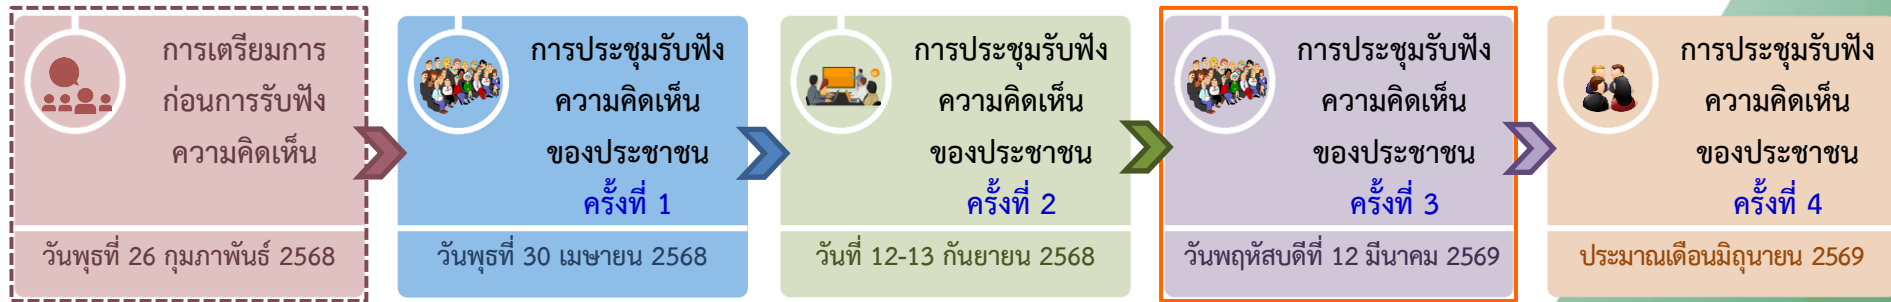 การเตรียมการ
ก่อนการรับฟัง
ความคิดเห็น
วันพุธที่ 26 กุมภาพันธ์ 2568
การประชุมรับฟัง
ความคิดเห็น
ของประชาชน
ครั้งที่ 1
วันพุธที่ 30 เมษายน 2568
การประชุมรับฟัง
ความคิดเห็น
ของประชาชน
ครั้งที่ 2
วันที่ 12-13 กันยายน 2568
การประชุมรับฟัง
ความคิดเห็น
ของประชาชน
ครั้งที่ 3
วันพฤหัสบดีที่ 12 มีนาคม 2569
การประชุมรับฟัง
ความคิดเห็น
ของประชาชน
ครั้งที่ 4
ประมาณเดือนมิถุนายน 2569